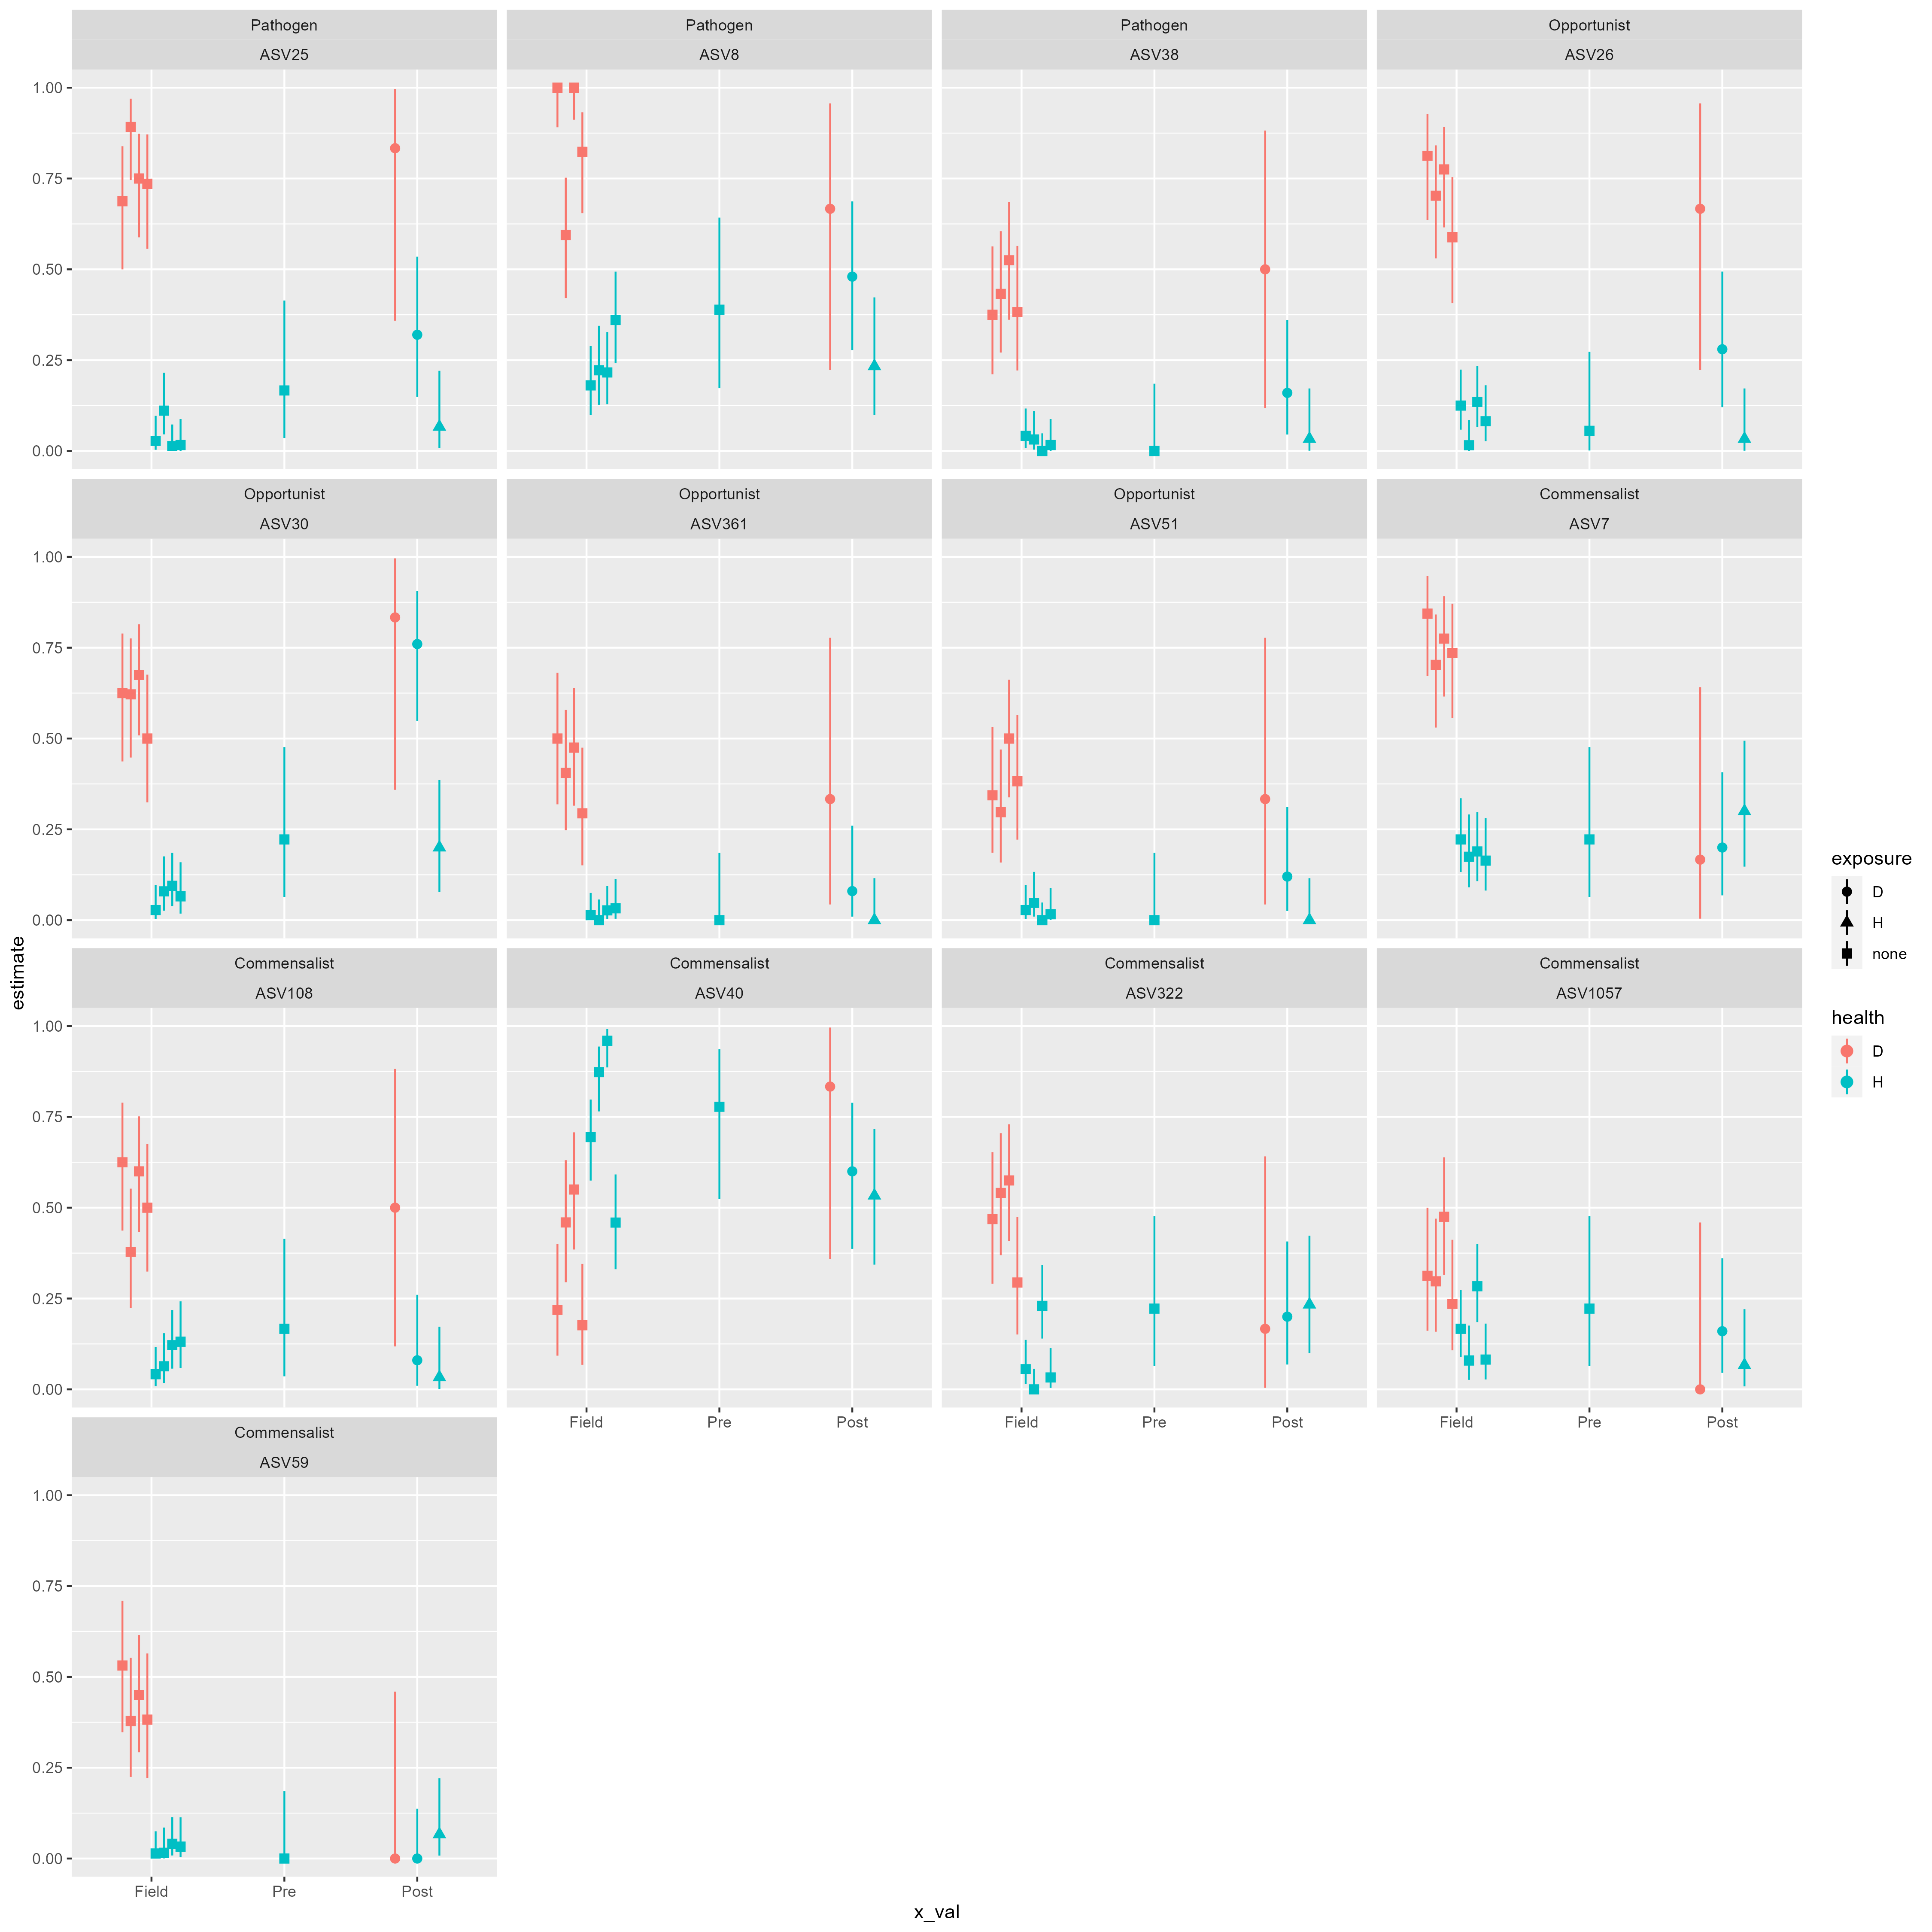 Pathogen
ASV25
Pathogen
ASV8
Pathogen
ASV38
Opportunist
ASV26
1.00
0.75
0.50
0.25
0.00
Opportunist
ASV30
Opportunist
ASV361
Opportunist
ASV51
Commensalist
ASV7
1.00
0.75
0.50
0.25
0.00
Commensalist
ASV108
Commensalist
ASV40
Commensalist
ASV322
Commensalist
ASV1057
1.00
0.75
0.50
0.25
0.00
Field
Pre
Post
Field
Pre
Post
Field
Pre
Post
Commensalist
ASV59
1.00
0.75
0.50
0.25
0.00
Field
Pre
Post
x_val
estimate
exposure
D
H
none
health
D
H